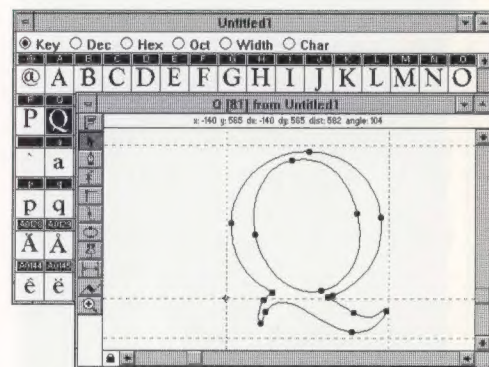 Untitled1
Key Dec Hex Oct Width Char
@ A B C D E F G H I J K L M N O
@ A B C D E F G H I J K L M N O
P Q
Q [81] from Untitled1
P Q
x: -140 y: 565 dx: -140 dy: 565 dist: 582 angle: 104
` a
` a
p q
p q
Ä Å
ê ë